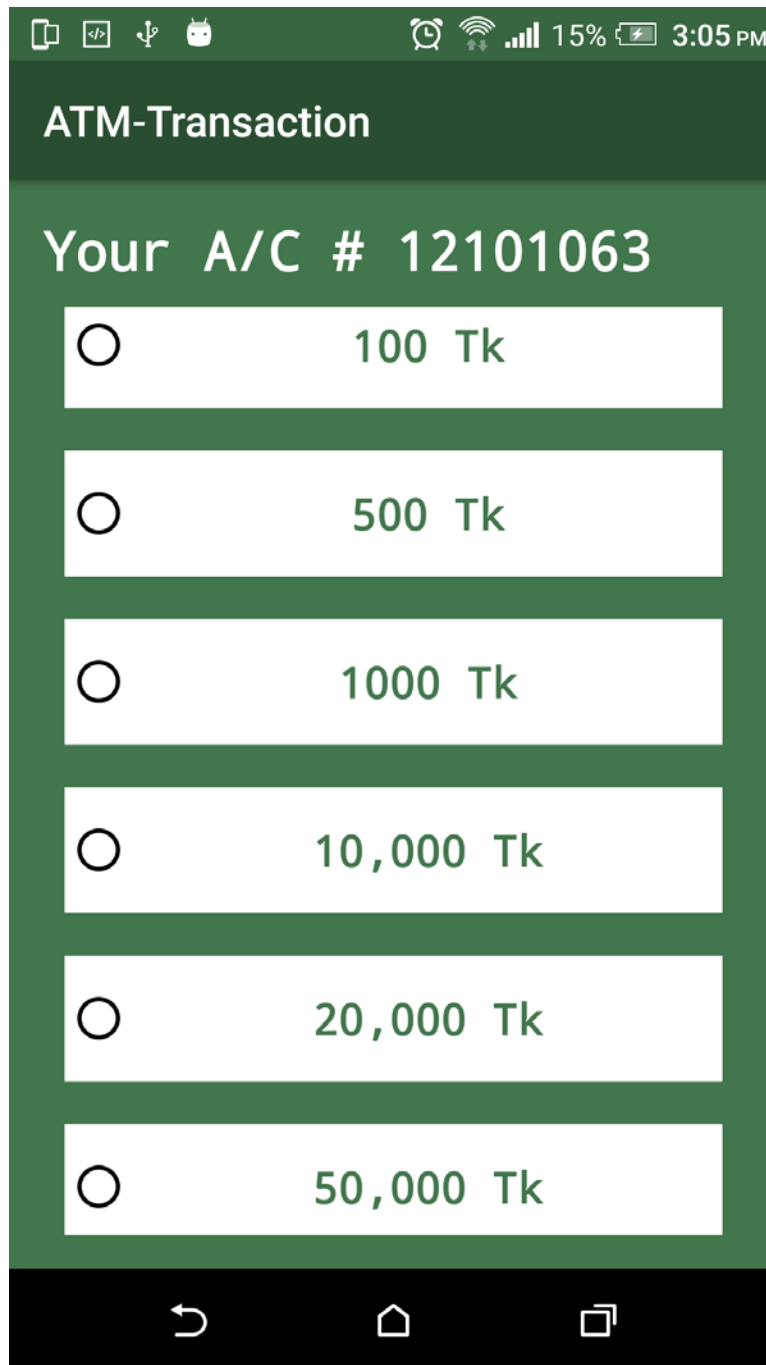 15% 3:05 PM
ATM-Transaction
Your A/C # 12101063
100 Tk
500 Tk
1000 Tk
10,000 Tk
20,000 Tk
50,000 Tk